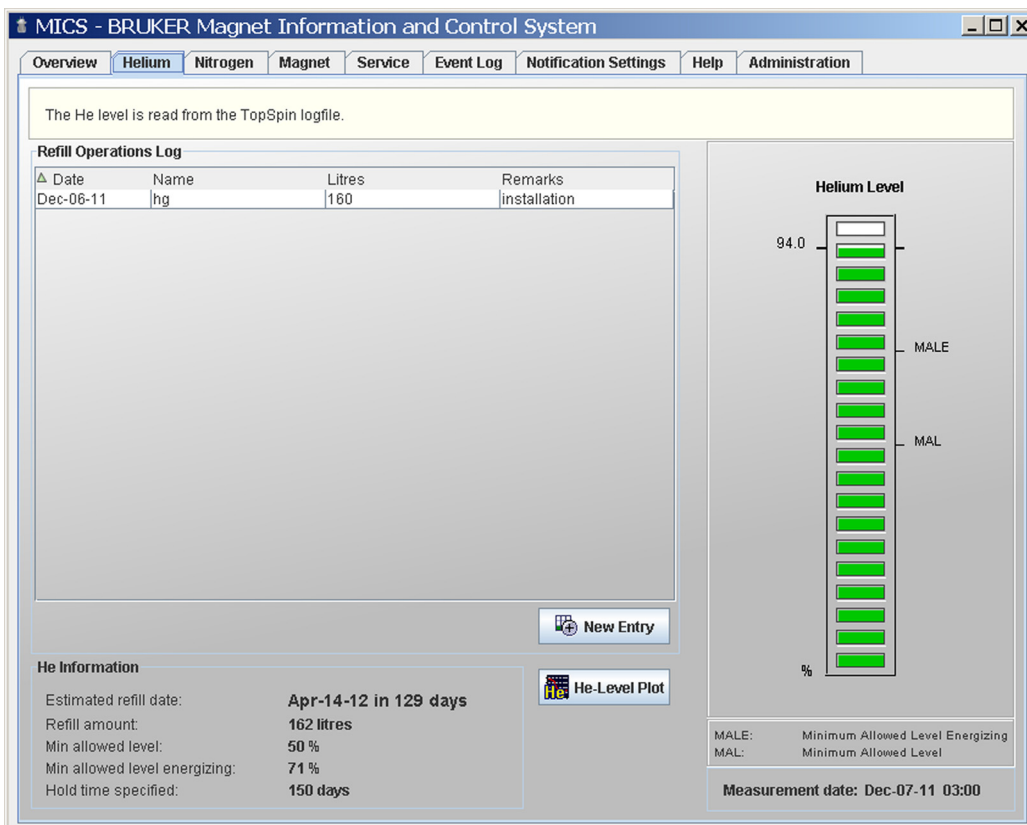 MICS - BRUKER Magnet Information and Control System
Overview Helium Nitrogen Magnet Service Event Log Notification Settings Help Administration
The He level is read from the TopSpin logfile.
Refill Operations Log
Date Name Litres Remarks
Dec-06-11 hg 160 installation
New Entry
He Information
Estimated refill date: Apr-14-12 in 129 days
Refill amount: 162 litres
Min allowed level: 50 %
Min allowed level energizing: 71 %
Hold time specified: 150 days
He
He-Level Plot
Helium Level
94.0
MALE
MAL
%
MALE: Minimum Allowed Level Energizing
MAL: Minimum Allowed Level
Measurement date: Dec-07-11 03:00